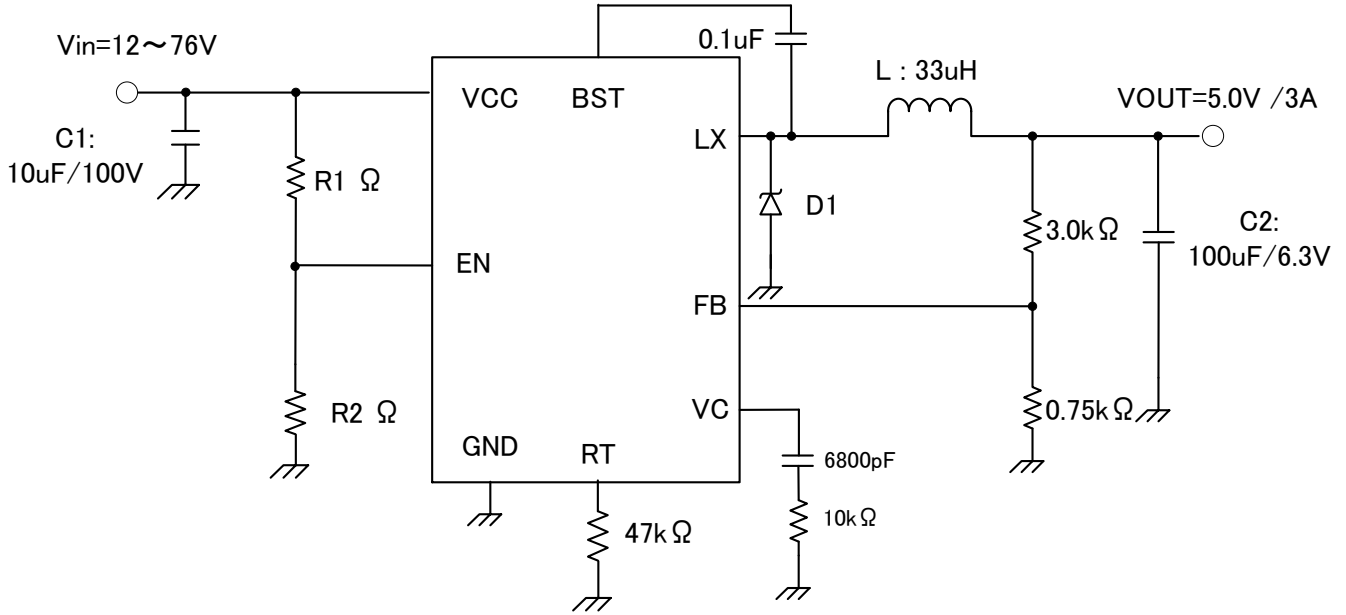 Vin=12～76V
0.1uF
L : 33uH
VOUT=5.0V /3A
VCC
BST
LX
C1:
10uF/100V
R1 Ω
D1
3.0kΩ
C2:
100uF/6.3V
EN
FB
R2 Ω
VC
0.75kΩ
GND
RT
6800pF
47kΩ
10kΩ